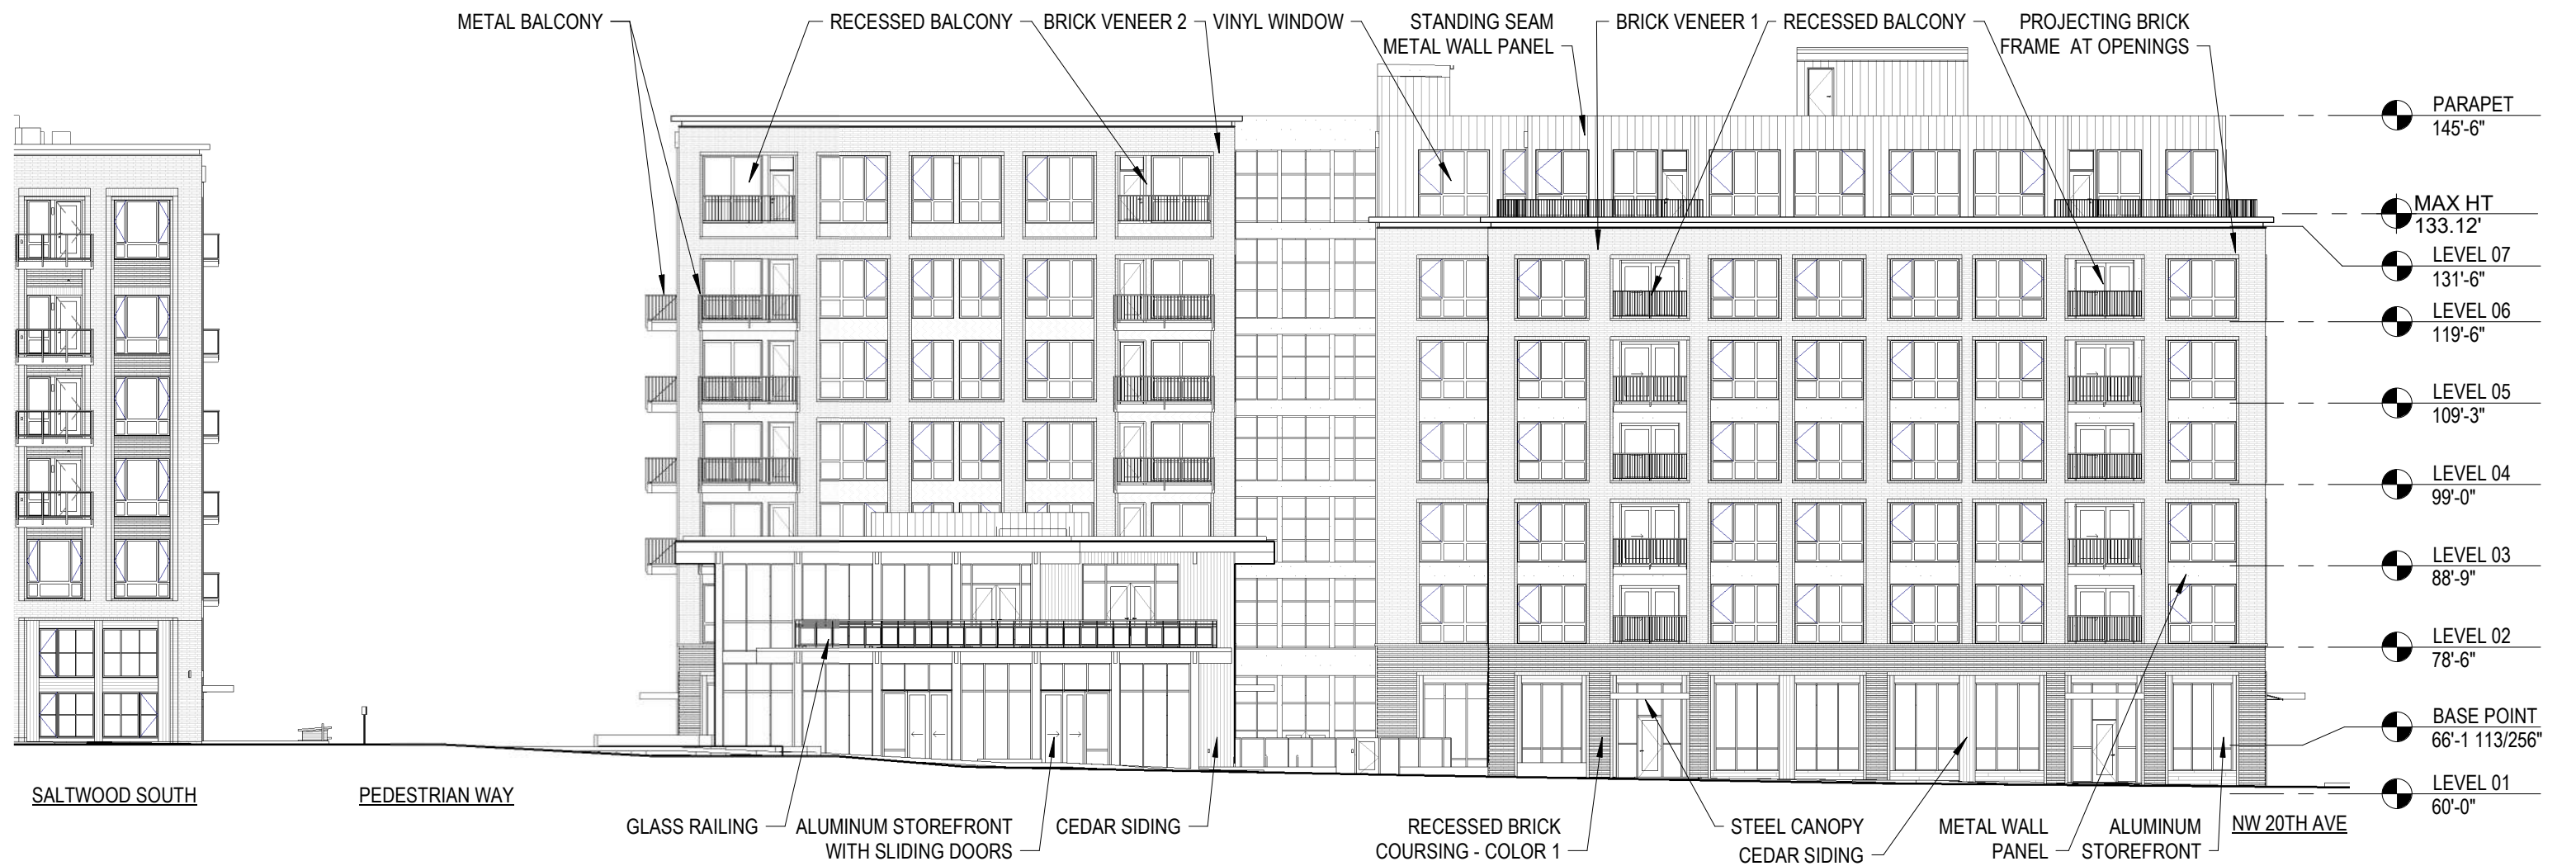 METAL BALCONY
RECESSED BALCONY
BRICK VENEER 2
VINYL WINDOW
STANDING SEAM
METAL WALL PANEL
BRICK VENEER 1
RECESSED BALCONY
PROJECTING BRICK
FRAME AT OPENINGS
PARAPET
145'-6"
MAX HT
133.12'
LEVEL 07
131'-6"
LEVEL 06
119'-6"
LEVEL 05
109'-3"
LEVEL 04
99'-0"
LEVEL 03
88'-9"
LEVEL 02
78'-6"
BASE POINT
66'-1 113/256"
LEVEL 01
60'-0"
SALTWOOD SOUTH
PEDESTRIAN WAY
GLASS RAILING
ALUMINUM STOREFRONT
WITH SLIDING DOORS
CEDAR SIDING
RECESSED BRICK
COURSING - COLOR 1
STEEL CANOPY
CEDAR SIDING
METAL WALL
PANEL
ALUMINUM
STOREFRONT
NW 20TH AVE